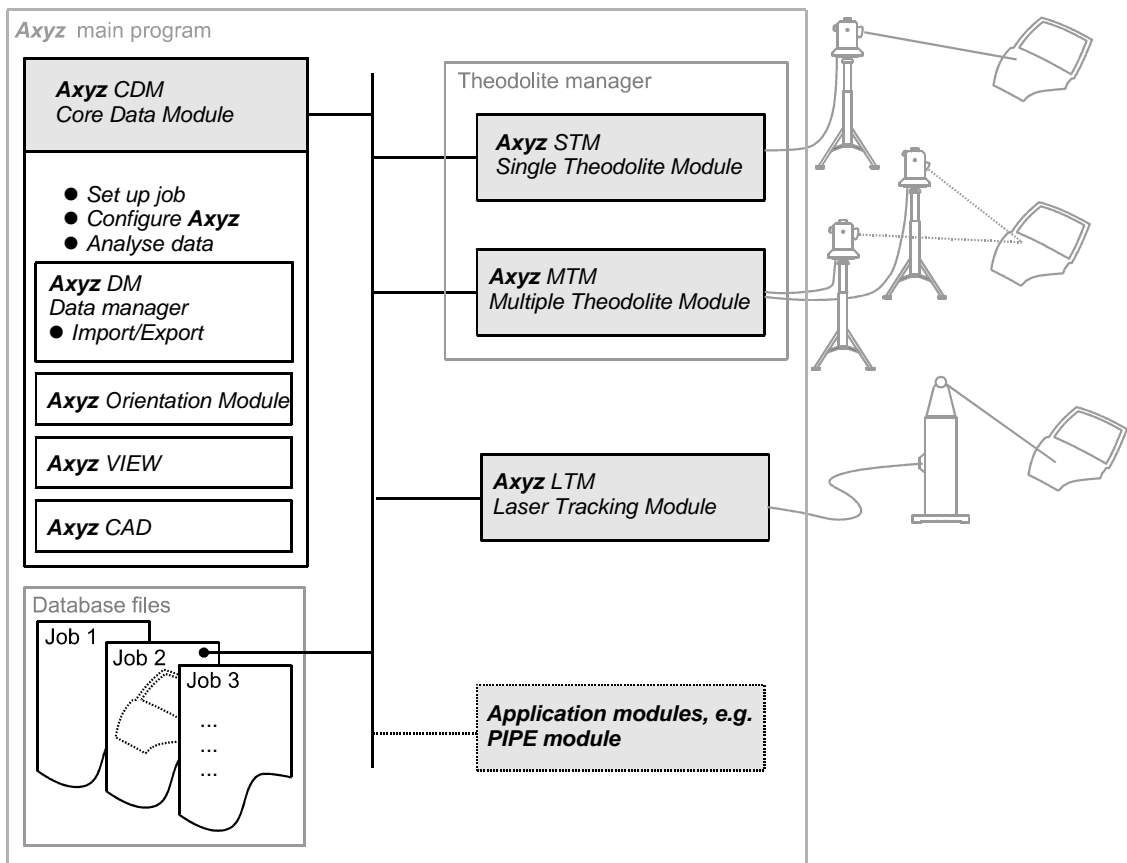 Axyz main program
Axyz CDM
Core Data Module
● Set up job
● Configure Axyz
● Analyse data
Axyz DM
Data manager
● Import/Export
Axyz Orientation Module
Axyz VIEW
Axyz CAD
Database files
Job 1
Job 2
Job 3
...
...
...
Theodolite manager
Axyz STM
Single Theodolite Module
Axyz MTM
Multiple Theodolite Module
Axyz LTM
Laser Tracking Module
Application modules, e.g.
PIPE module